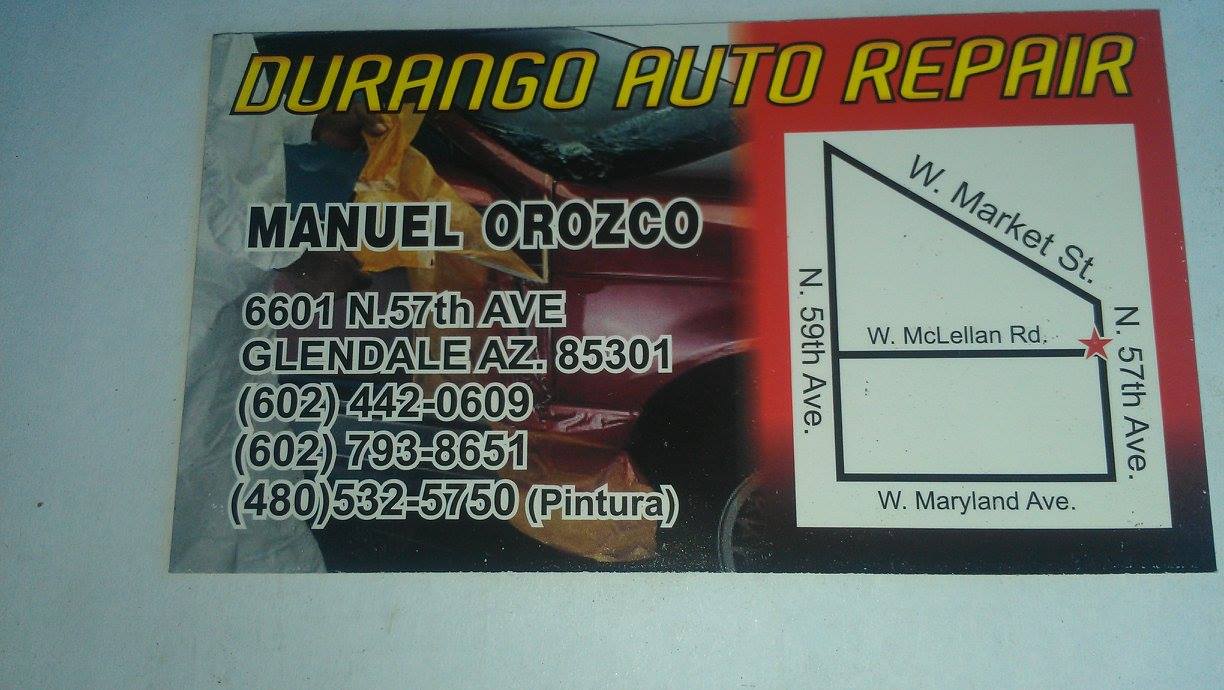 DURANGO AUTO REPAIR
MANUEL OROZCO
6601 N.57th AVE
GLENDALE AZ. 85301
(602) 442-0609
(602) 793-8651
(480)532-5750 (Pintura)
W. Market St.
N. 59th Ave.
W. McLellan Rd.
N. 57th Ave.
W. Maryland Ave.